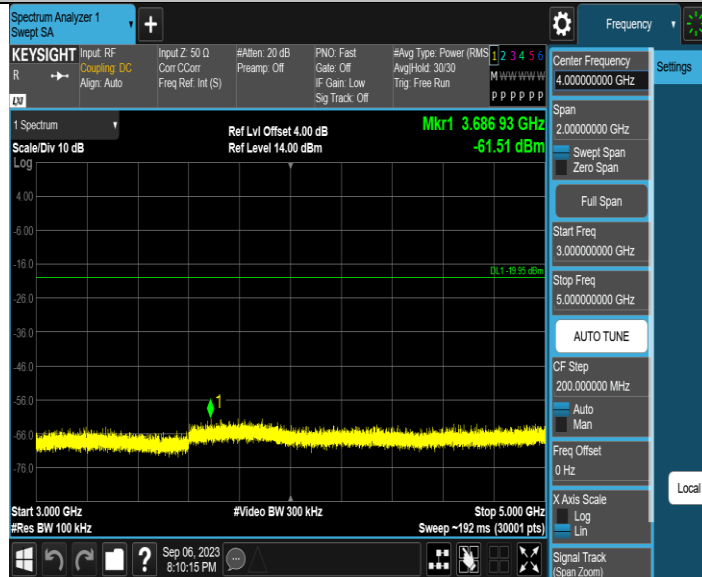 Spectrum Analyzer 1
Swept SA
+
Frequency
KEYSIGHT
R
LXI
Input: RF
Coupling: DC
Align: Auto
Input Z: 50 Ω
Corr CCorr
Freq Ref: Int (S)
#Atten: 20 dB
Preamp: Off
PNO: Fast
Gate: Off
IF Gain: Low
Sig Track: Off
#Avg Type: Power (RMS
Avg|Hold: 30/30
Trig: Free Run
1 2 3 4 5 6
M W W W W W
P P P P P P
Settings
1 Spectrum
Scale/Div 10 dB
Ref Lvl Offset 4.00 dB
Ref Level 14.00 dBm
Mkr1 3.686 93 GHz
-61.51 dBm
Log
4.00
-6.00
-16.0
-26.0
-36.0
-46.0
-56.0
-66.0
-76.0
DL1 -19.95 dBm
1
Start 3.000 GHz
#Res BW 100 kHz
#Video BW 300 kHz
Stop 5.000 GHz
Sweep ~192 ms (30001 pts)
Center Frequency
4.000000000 GHz
Span
2.00000000 GHz
Swept Span
Zero Span
Full Span
Start Freq
3.000000000 GHz
Stop Freq
5.000000000 GHz
AUTO TUNE
CF Step
200.000000 MHz
Auto
Man
Freq Offset
0 Hz
X Axis Scale
Log
Lin
Signal Track
(Span Zoom)
Local
?
Sep 06, 2023
8:10:15 PM